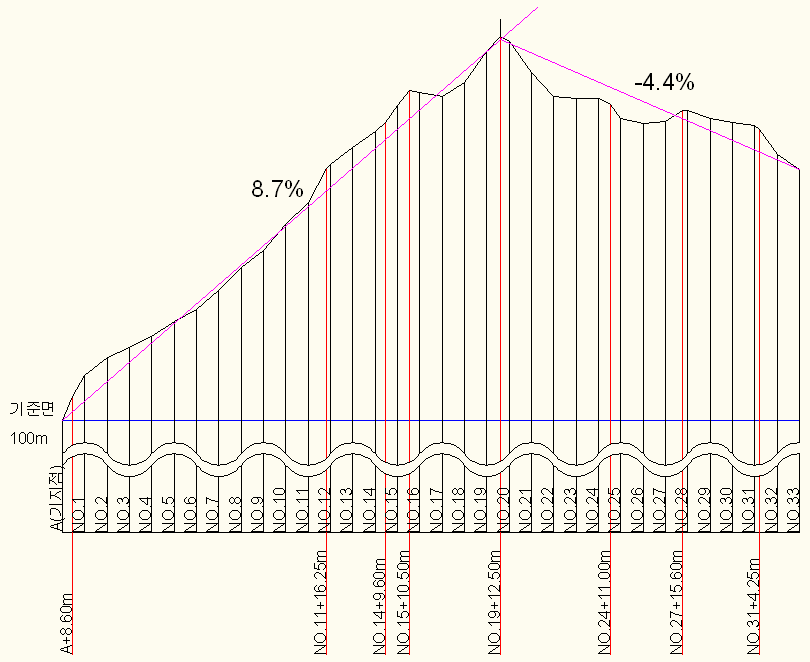 -4.4%
8.7%
기준면
100m
A(기지점)
NO.1
NO.2
NO.3
NO.4
NO.5
NO.6
NO.7
NO.8
NO.9
NO.10
NO.11
NO.12
NO.13
NO.14
NO.15
NO.16
NO.17
NO.18
NO.19
NO.20
NO.21
NO.22
NO.23
NO.24
NO.25
NO.26
NO.27
NO.28
NO.29
NO.30
NO.31
NO.32
NO.33
A+8.60m
NO.11+16.25m
NO.14+9.60m
NO.15+10.50m
NO.19+12.50m
NO.24+11.00m
NO.27+15.60m
NO.31+4.25m